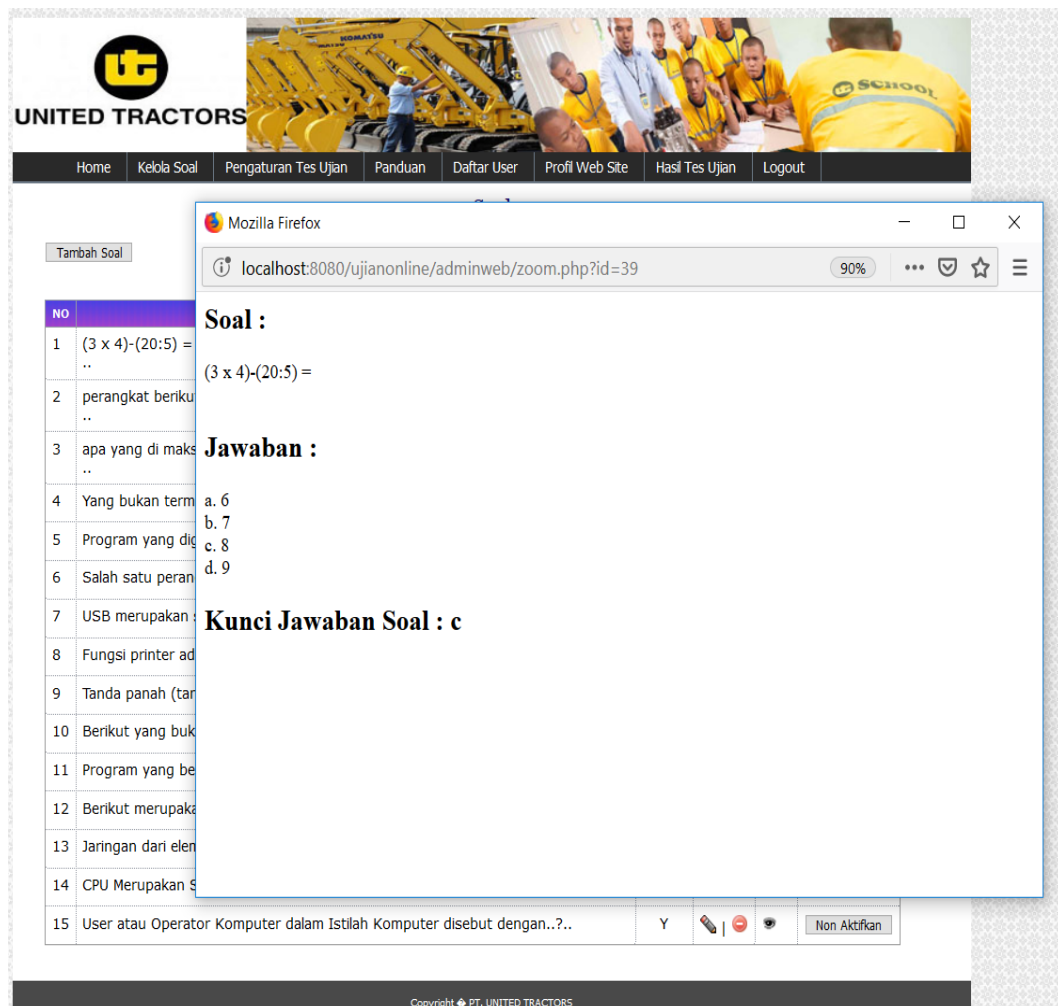 UNITED TRACTORS
KOMATSU
SCHOOL
Home Kelola Soal Pengaturan Tes Ujian Panduan Daftar User Profil Web Site Hasil Tes Ujian Logout
Tambah Soal
Mozilla Firefox
localhost:8080/ujianonline/adminweb/zoom.php?id=39 90%
Soal :
(3 x 4)-(20:5) =
Jawaban :
a. 6
b. 7
c. 8
d. 9
Kunci Jawaban Soal : c
NO
1 (3 x 4)-(20:5) =
..
2 perangkat beriku
..
3 apa yang di maks
..
4 Yang bukan term
5 Program yang dig
6 Salah satu peran
7 USB merupakan
8 Fungsi printer ad
9 Tanda panah (tan
10 Berikut yang buk
11 Program yang be
12 Berikut merupaka
13 Jaringan dari elem
14 CPU Merupakan S
15 User atau Operator Komputer dalam Istilah Komputer disebut dengan..?.. Y | Non Aktifkan
Copyright � PT. UNITED TRACTORS